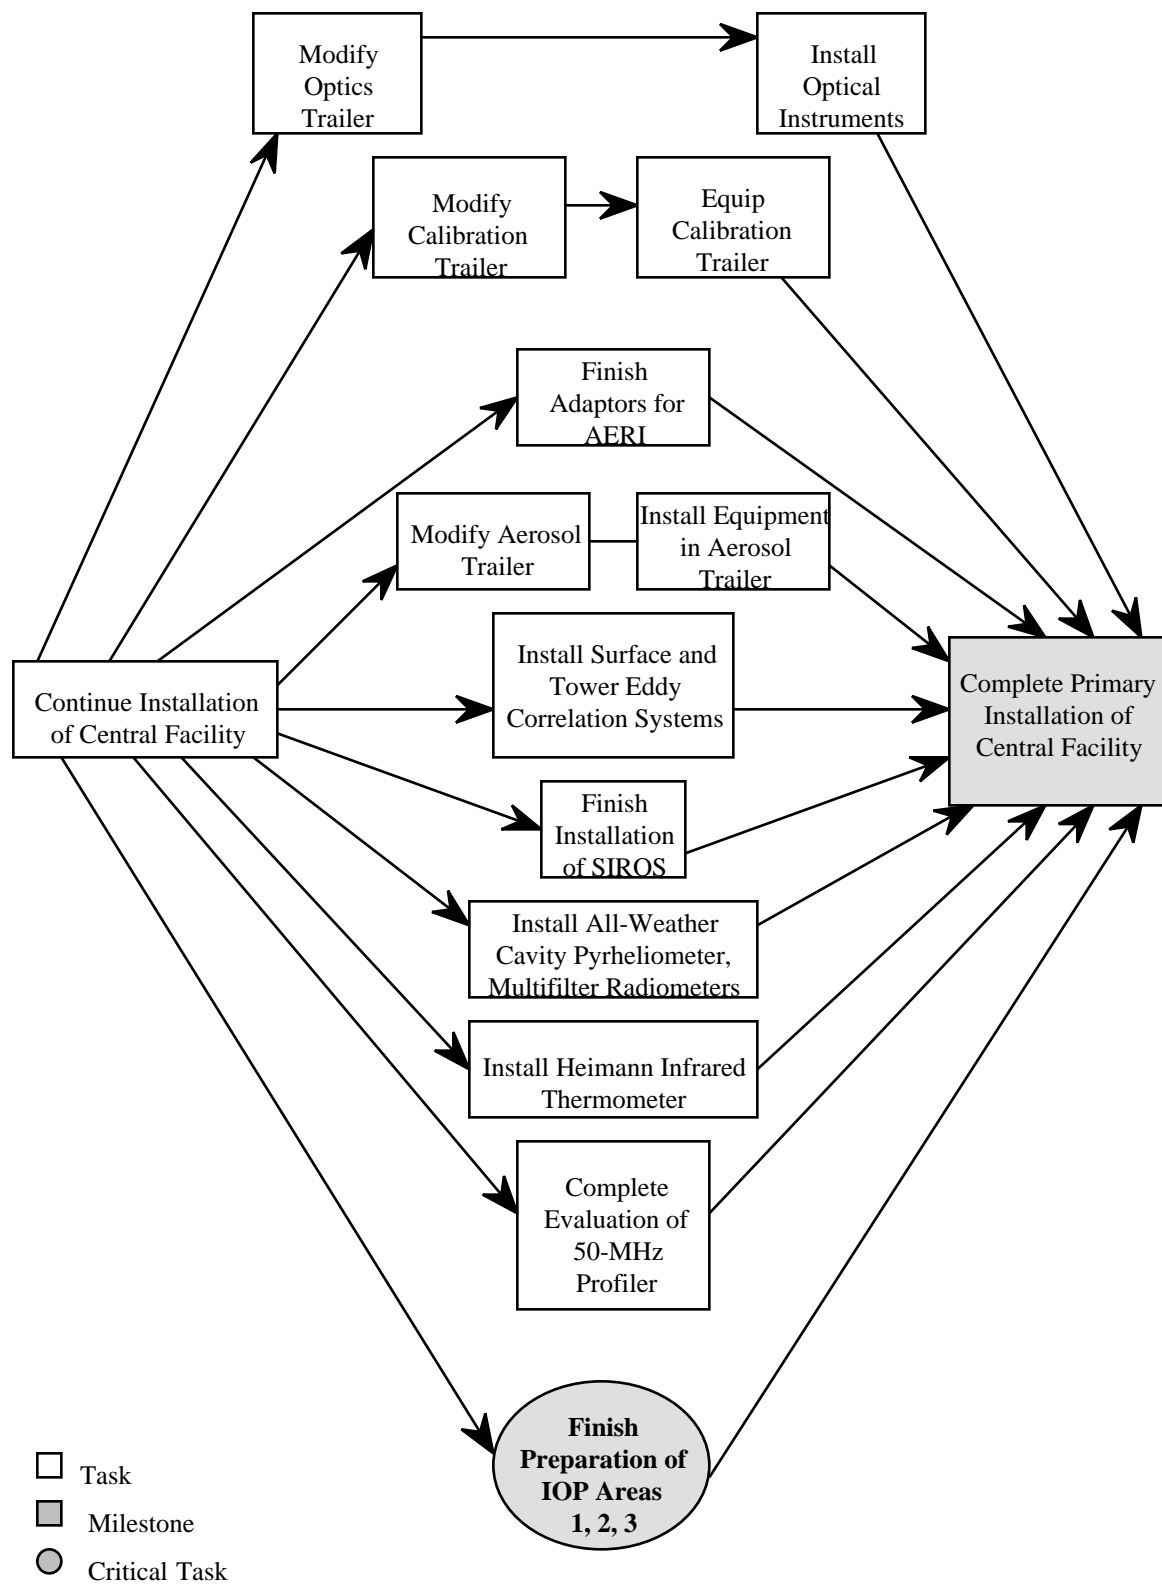 Modify
Optics
Trailer
Install
Optical
Instruments
Modify
Calibration
Trailer
Equip
Calibration
Trailer
Finish
Adaptors for
AERI
Modify Aerosol
Trailer
Install Equipment
in Aerosol
Trailer
Install Surface and
Tower Eddy
Correlation Systems
Continue Installation
of Central Facility
Complete Primary
Installation of
Central Facility
Finish
Installation
of SIROS
Install All-Weather
Cavity Pyrheliometer,
Multifilter Radiometers
Install Heimann Infrared
Thermometer
Complete
Evaluation of
50-MHz
Profiler
Finish
Preparation of
IOP Areas
1, 2, 3
Task
Milestone
Critical Task